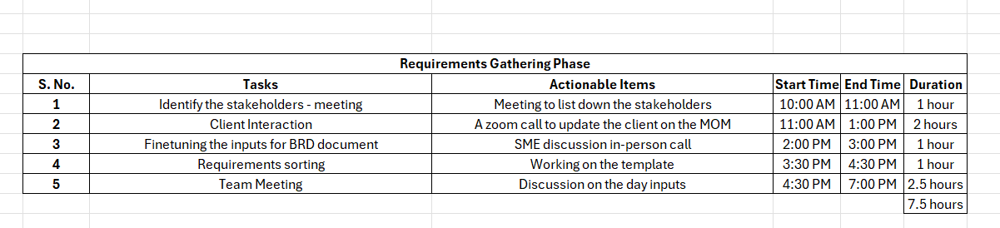 Requirements Gathering Phase
S. No. Tasks Actionable Items Start Time End Time Duration
1 Identify the stakeholders - meeting Meeting to list down the stakeholders 10:00 AM 11:00 AM 1 hour
2 Client Interaction A zoom call to update the client on the MOM 11:00 AM 1:00 PM 2 hours
3 Finetuning the inputs for BRD document SME discussion in-person call 2:00 PM 3:00 PM 1 hour
4 Requirements sorting Working on the template 3:30 PM 4:30 PM 1 hour
5 Team Meeting Discussion on the day inputs 4:30 PM 7:00 PM 2.5 hours
7.5 hours